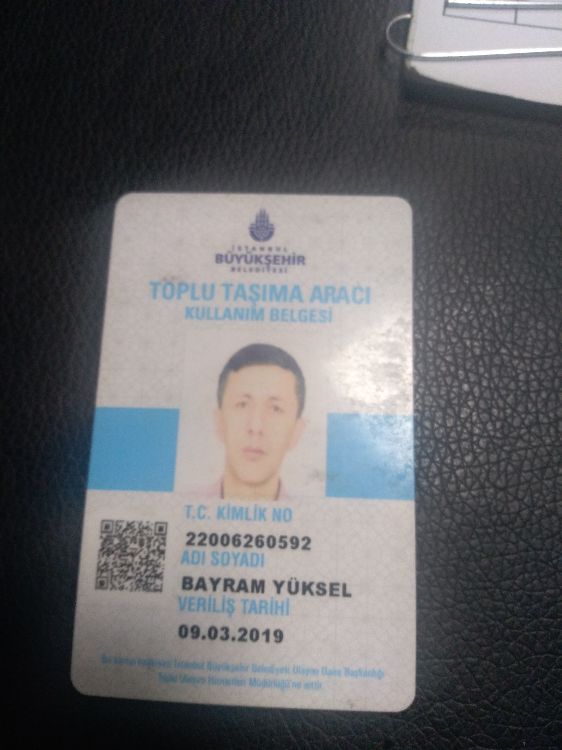 İSTANBUL
BÜYÜKŞEHİR
BELEDİYESİ
TOPLU TAŞIMA ARACI
KULLANIM BELGESİ
T.C. KİMLİK NO
22006260592
ADI SOYADI
BAYRAM YÜKSEL
VERİLİŞ TARİHİ
09.03.2019
Bu kartın mülkiyeti İstanbul Büyükşehir Belediyesi Ulaşım Daire Başkanlığı
Toplu Ulaşım Hizmetleri Müdürlüğü'ne aittir.